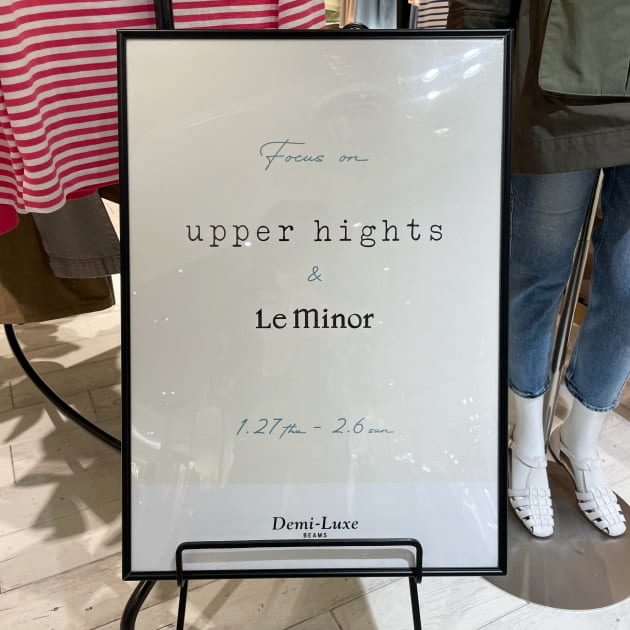 Focus on
upper hights
&
Le Minor
1.27 thu - 2.6 sun
Demi-Luxe
BEAMS